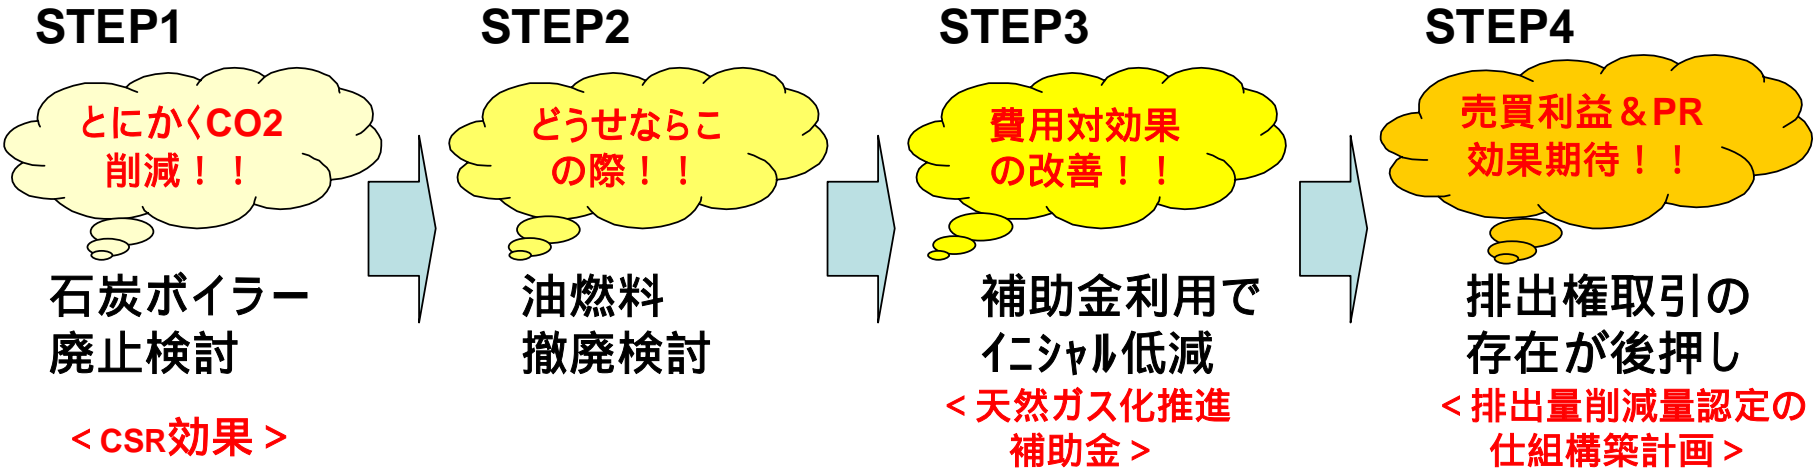 STEP1
とにかくCO2
削減！！
石炭ボイラー
廃止検討
＜CSR効果＞
STEP2
どうせならこ
の際！！
油燃料
撤廃検討
STEP3
費用対効果
の改善！！
補助金利用で
ｲﾆｼｬﾙ低減
＜天然ガス化推進
補助金＞
STEP4
売買利益＆PR
効果期待！！
排出権取引の
存在が後押し
＜排出量削減量認定の
仕組構築計画＞